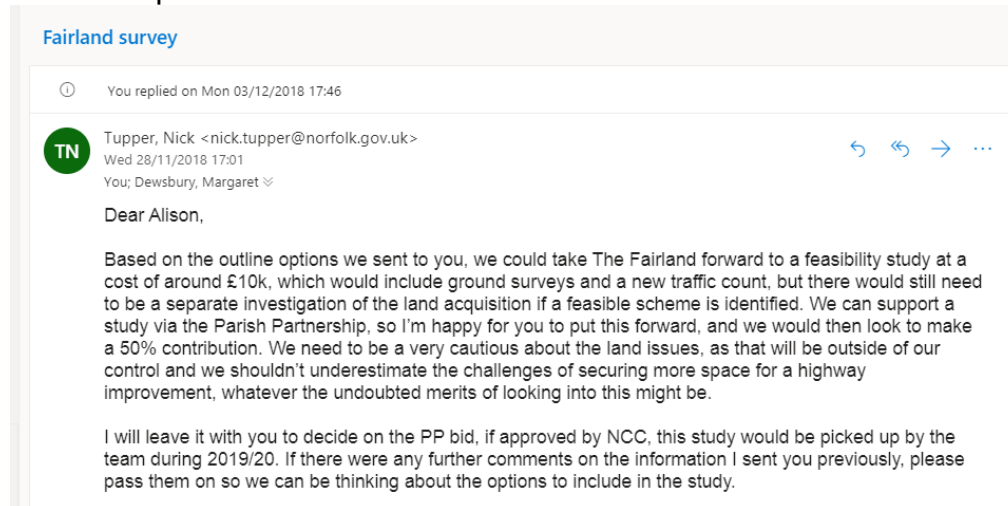 Fairland survey
You replied on Mon 03/12/2018 17:46
TN
Tupper, Nick <nick.tupper@norfolk.gov.uk>
Wed 28/11/2018 17:01
You; Dewsbury, Margaret
Dear Alison,
Based on the outline options we sent to you, we could take The Fairland forward to a feasibility study at a
cost of around £10k, which would include ground surveys and a new traffic count, but there would still need
to be a separate investigation of the land acquisition if a feasible scheme is identified. We can support a
study via the Parish Partnership, so I'm happy for you to put this forward, and we would then look to make
a 50% contribution. We need to be a very cautious about the land issues, as that will be outside of our
control and we shouldn't underestimate the challenges of securing more space for a highway
improvement, whatever the undoubted merits of looking into this might be.
I will leave it with you to decide on the PP bid, if approved by NCC, this study would be picked up by the
team during 2019/20. If there were any further comments on the information I sent you previously, please
pass them on so we can be thinking about the options to include in the study.